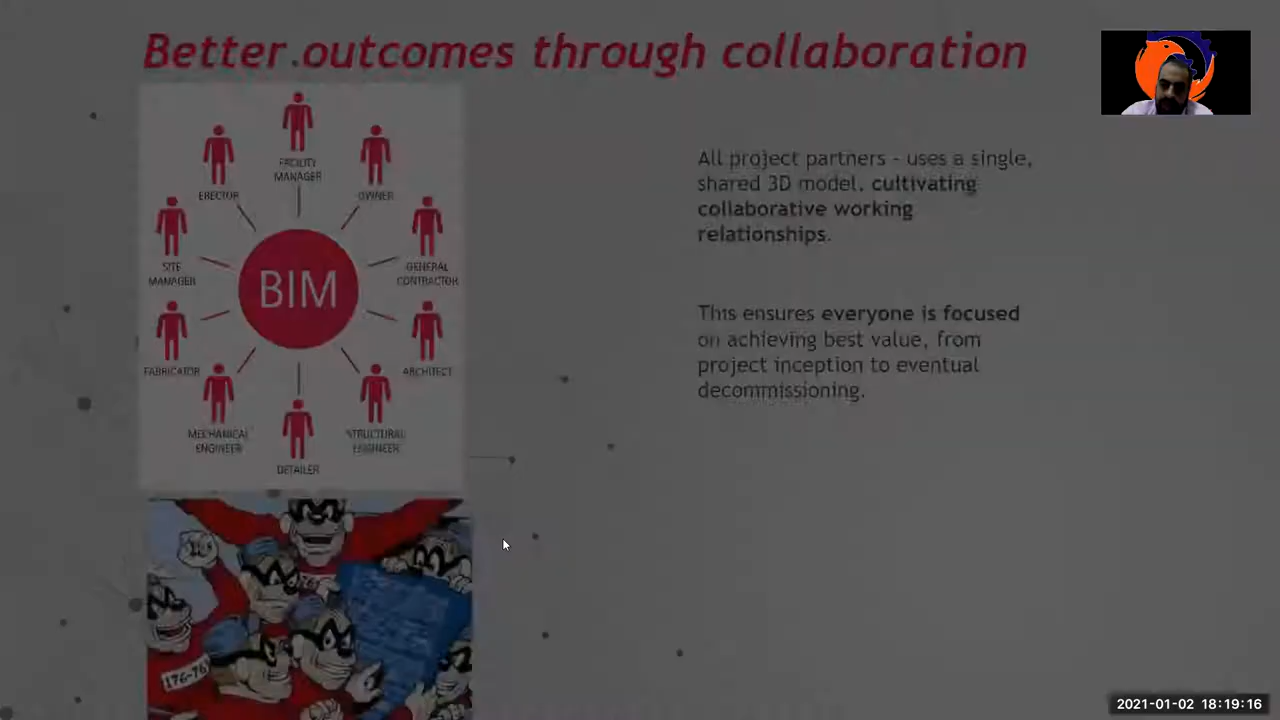 Better outcomes through collaboration
FACILITY
MANAGER
ERECTOR
OWNER
SITE
MANAGER
GENERAL
CONTRACTOR
BIM
FABRICATOR
ARCHITECT
MECHANICAL
ENGINEER
STRUCTURAL
ENGINEER
DETAILER
All project partners - uses a single,
shared 3D model, cultivating
collaborative working
relationships.
This ensures everyone is focused
on achieving best value, from
project inception to eventual
decommissioning.
2021-01-02 18:19:16